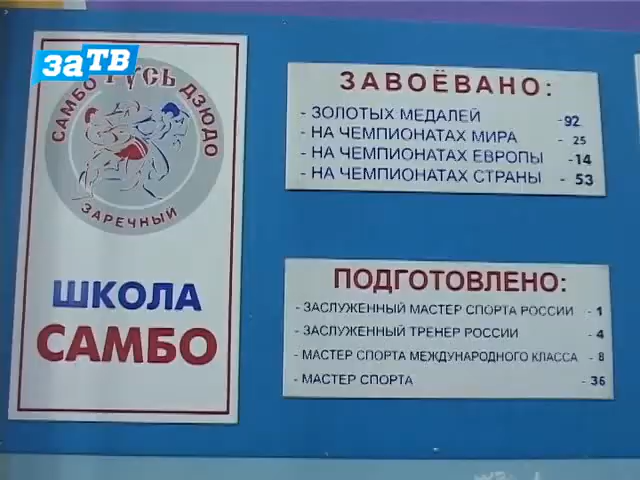 заТВ
Русь
САМБО ДЗЮДО
ЗАРЕЧНЫЙ
ШКОЛА
САМБО
ЗАВОЁВАНО:
- ЗОЛОТЫХ МЕДАЛЕЙ -92
- НА ЧЕМПИОНАТАХ МИРА - 25
- НА ЧЕМПИОНАТАХ ЕВРОПЫ -14
- НА ЧЕМПИОНАТАХ СТРАНЫ - 53
ПОДГОТОВЛЕНО:
- ЗАСЛУЖЕННЫЙ МАСТЕР СПОРТА РОССИИ - 1
- ЗАСЛУЖЕННЫЙ ТРЕНЕР РОССИИ - 4
- МАСТЕР СПОРТА МЕЖДУНАРОДНОГО КЛАССА - 8
- МАСТЕР СПОРТА - 36